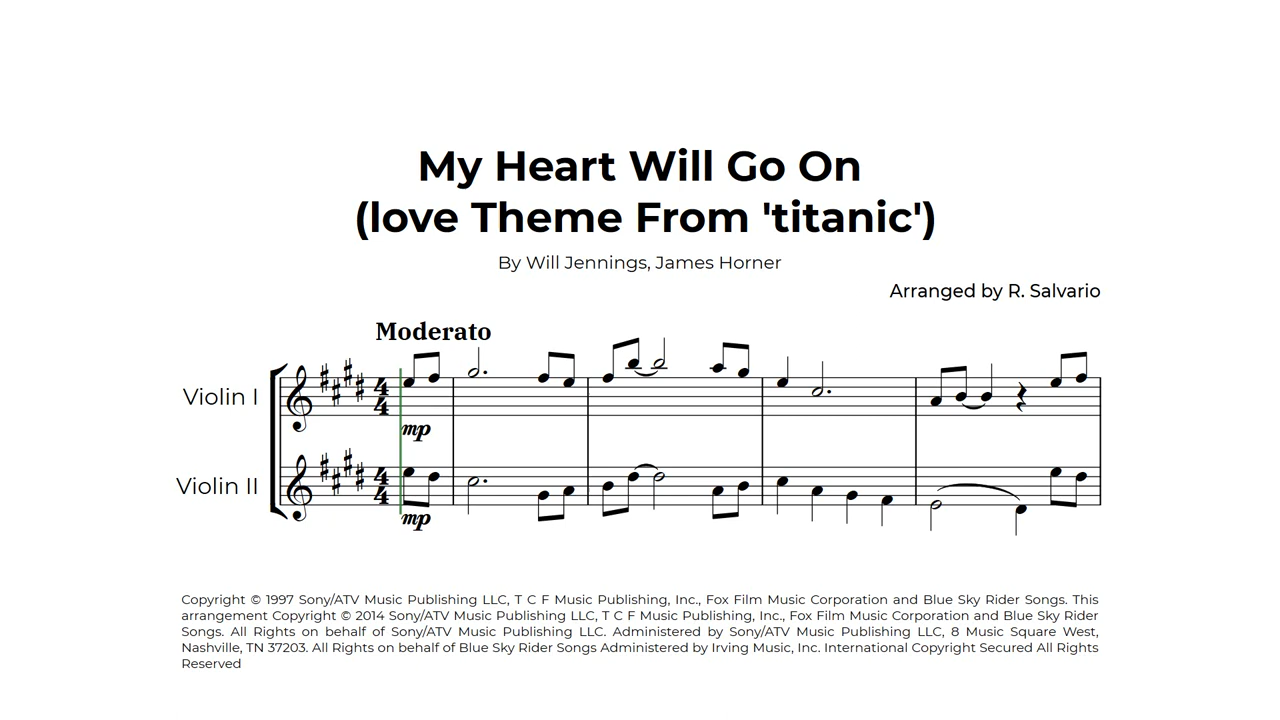 My Heart Will Go On
(love Theme From 'titanic')
By Will Jennings, James Horner
Arranged by R. Salvario
Moderato
Violin I
4
4
mp
Violin II
4
4
mp
Copyright © 1997 Sony/ATV Music Publishing LLC, T C F Music Publishing, Inc., Fox Film Music Corporation and Blue Sky Rider Songs. This
arrangement Copyright © 2014 Sony/ATV Music Publishing LLC, T C F Music Publishing, Inc., Fox Film Music Corporation and Blue Sky Rider
Songs. All Rights on behalf of Sony/ATV Music Publishing LLC. Administered by Sony/ATV Music Publishing LLC, 8 Music Square West,
Nashville, TN 37203. All Rights on behalf of Blue Sky Rider Songs Administered by Irving Music, Inc. International Copyright Secured All Rights
Reserved